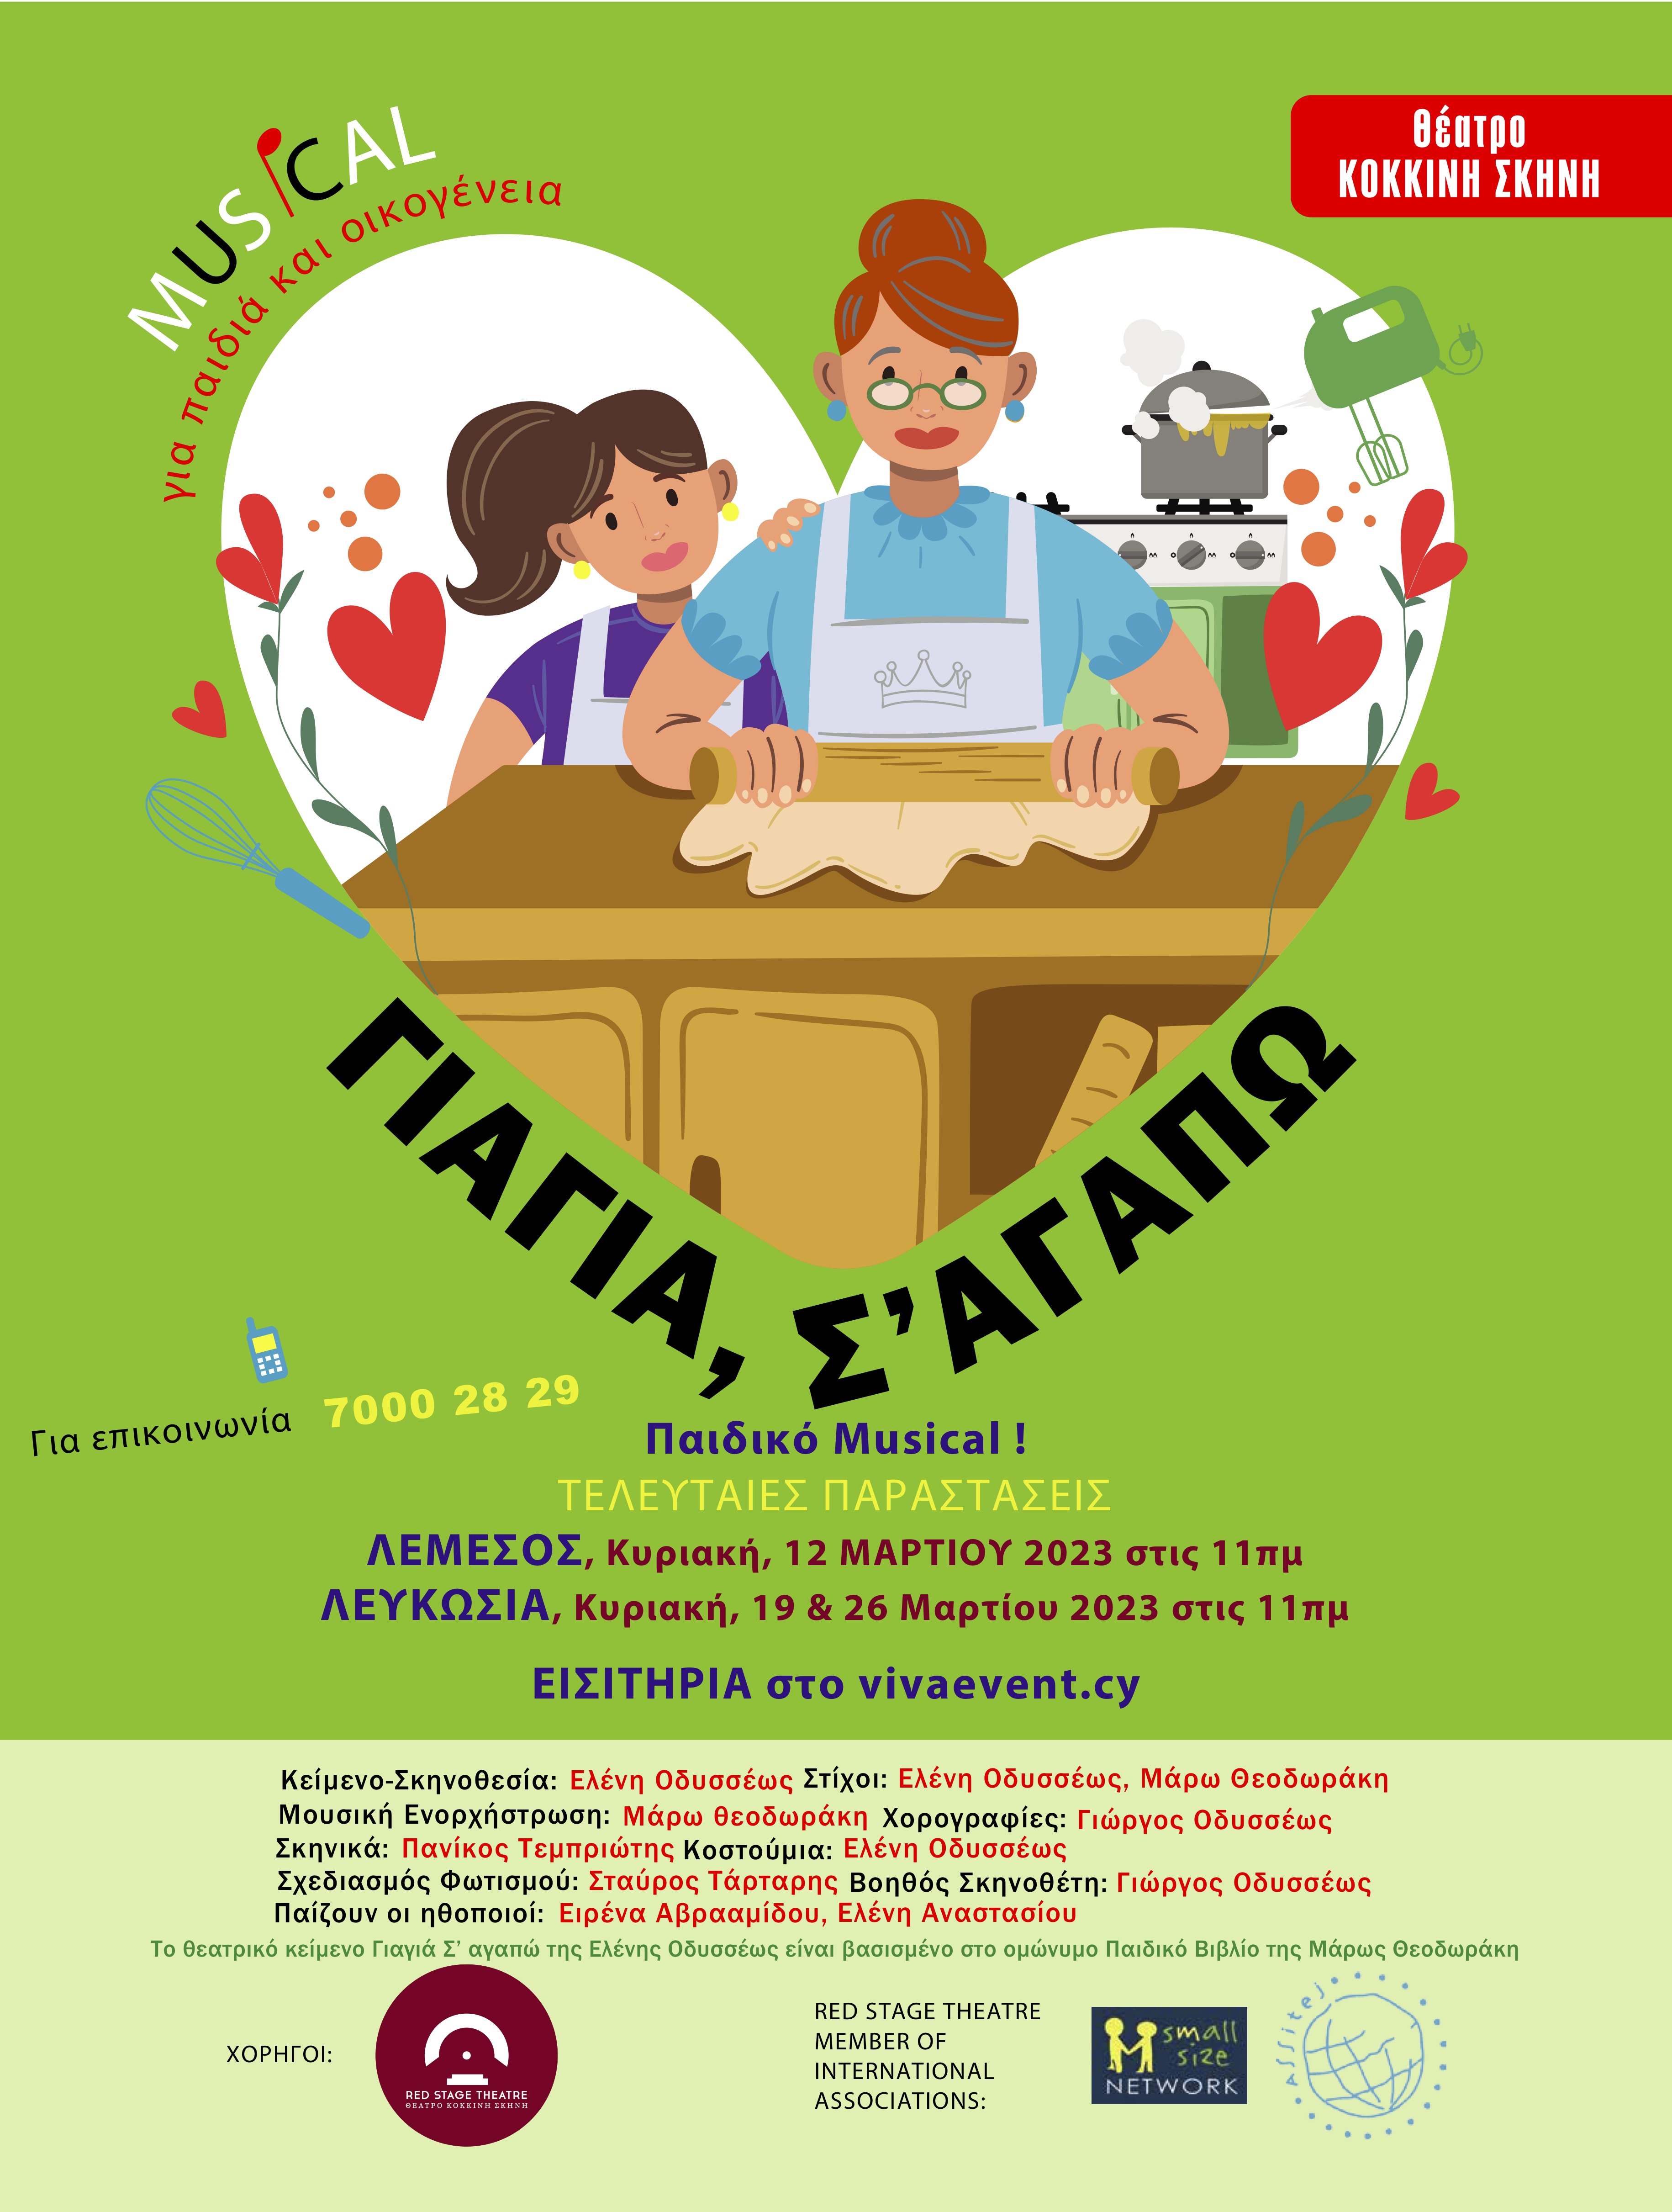 MUSICAL
για παιδιά και οικογένεια
Θέατρο
ΚΟΚΚΙΝΗ ΣΚΗΝΗ
ΓΙΑΓΙΑ, Σ’ΑΓΑΠΩ
Για επικοινωνία 7000 28 29
Παιδικό Musical !
ΤΕΛΕΥΤΑΙΕΣ ΠΑΡΑΣΤΑΣΕΙΣ
ΛΕΜΕΣΟΣ, Κυριακή, 12 ΜΑΡΤΙΟΥ 2023 στις 11πμ
ΛΕΥΚΩΣΙΑ, Κυριακή, 19 & 26 Μαρτίου 2023 στις 11πμ
ΕΙΣΙΤΗΡΙΑ στο vivaevent.cy
Κείμενο-Σκηνοθεσία: Ελένη Οδυσσέως Στίχοι: Ελένη Οδυσσέως, Μάρω Θεοδωράκη
Μουσική Ενορχήστρωση: Μάρω θεοδωράκη Χορογραφίες: Γιώργος Οδυσσέως
Σκηνικά: Πανίκος Τεμπριώτης Κοστούμια: Ελένη Οδυσσέως
Σχεδιασμός Φωτισμού: Σταύρος Τάρταρης Βοηθός Σκηνοθέτη: Γιώργος Οδυσσέως
Παίζουν οι ηθοποιοί: Ειρένα Αβρααμίδου, Ελένη Αναστασίου
Το θεατρικό κείμενο Γιαγιά Σ’ αγαπώ της Ελένης Οδυσσέως είναι βασισμένο στο ομώνυμο Παιδικό Βιβλίο της Μάρως Θεοδωράκη
ΧΟΡΗΓΟΙ:
RED STAGE THEATRE
ΘΕΑΤΡΟ ΚΟΚΚΙΝΗ ΣΚΗΝΗ
RED STAGE THEATRE
MEMBER OF
INTERNATIONAL
ASSOCIATIONS:
small
size
NETWORK
assitej